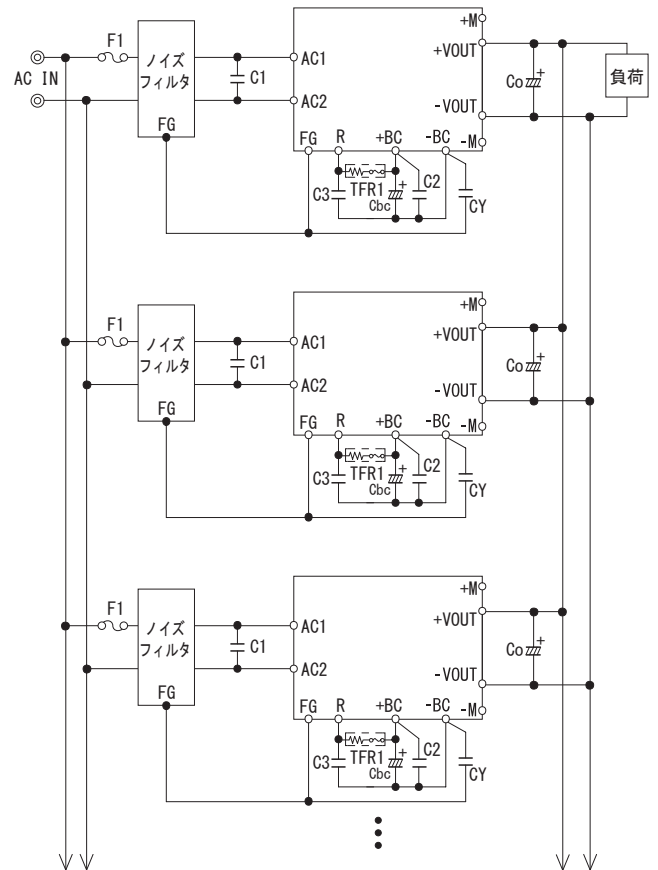 F1
AC IN
ノイズ
フィルタ
FG
C1
AC1
AC2
+M
+VOUT
-VOUT
-M
FG
R
+BC
-BC
C3
TFR1
Cbc
+
C2
CY
Co
+
負荷
F1
ノイズ
フィルタ
FG
C1
AC1
AC2
+M
+VOUT
-VOUT
-M
FG
R
+BC
-BC
C3
TFR1
Cbc
+
C2
CY
Co
+
F1
ノイズ
フィルタ
FG
C1
AC1
AC2
+M
+VOUT
-VOUT
-M
FG
R
+BC
-BC
C3
TFR1
Cbc
+
C2
CY
Co
+